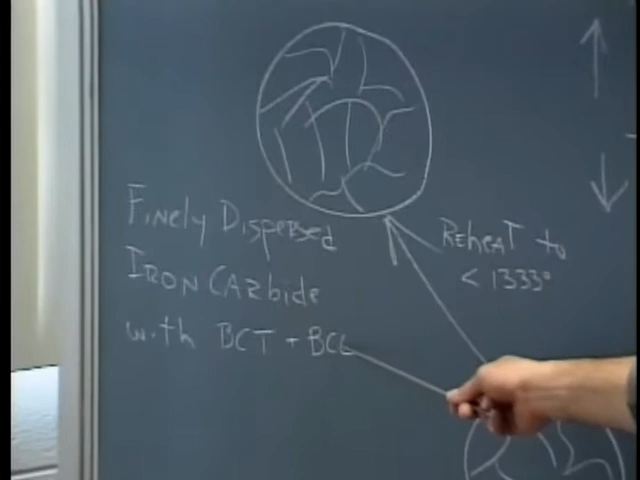 Finely Dispersed
Iron Carbide
with BCT + BCC
Reheat to
< 1333°